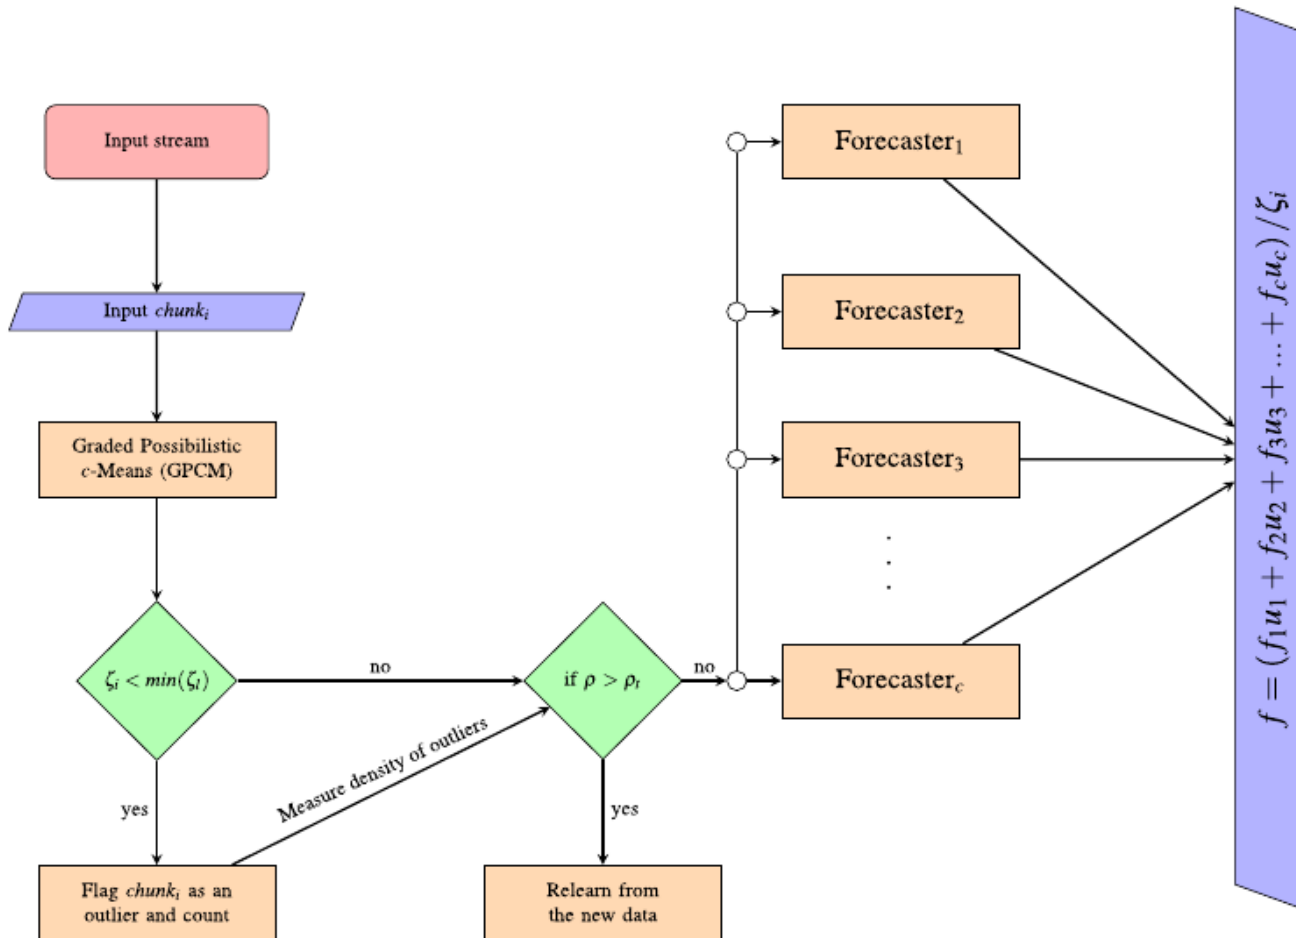 Input stream
Input chunkᵢ
Graded Possibilistic
c-Means (GPCM)
ζᵢ < min(ζₗ)
no
yes
Flag chunkᵢ as an
outlier and count
Measure density of outliers
if ρ > ρₜ
no
yes
Relearn from
the new data
Forecaster₁
Forecaster₂
Forecaster₃
.
.
.
Forecaster_c
f = (f₁u₁ + f₂u₂ + f₃u₃ + ... + f_cu_c) / ζᵢ